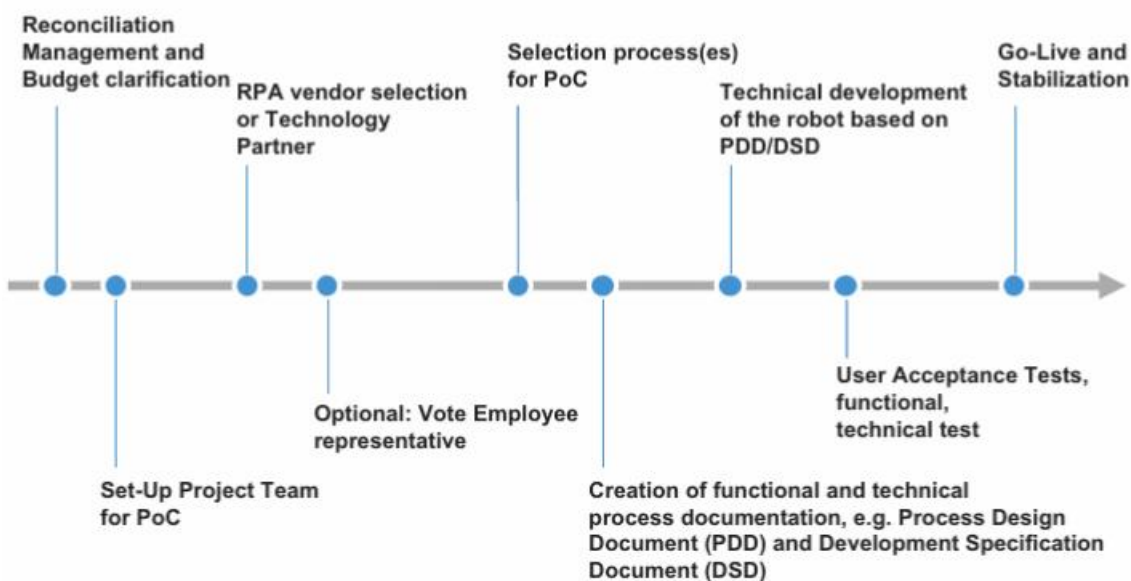 Reconciliation
Management and
Budget clarification
RPA vendor selection
or Technology
Partner
Selection process(es)
for PoC
Technical development
of the robot based on
PDD/DSD
Go-Live and
Stabilization
Set-Up Project Team
for PoC
Optional: Vote Employee
representative
Creation of functional and technical
process documentation, e.g. Process Design
Document (PDD) and Development Specification
Document (DSD)
User Acceptance Tests,
functional,
technical test